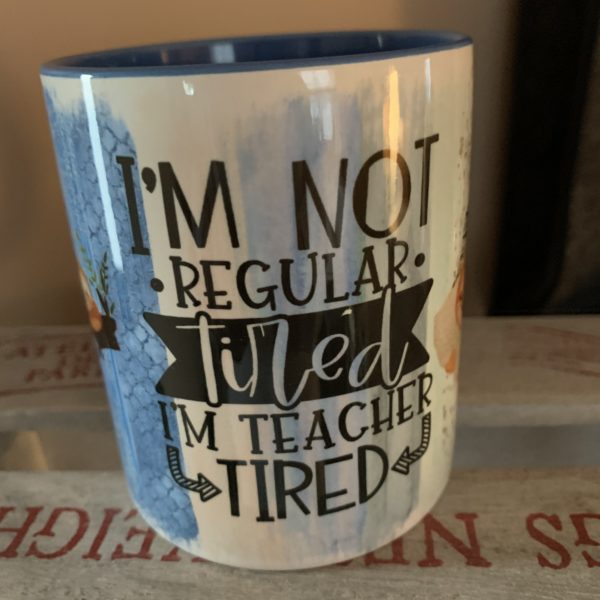 I'M NOT
REGULAR
tired
I'M TEACHER
TIRED